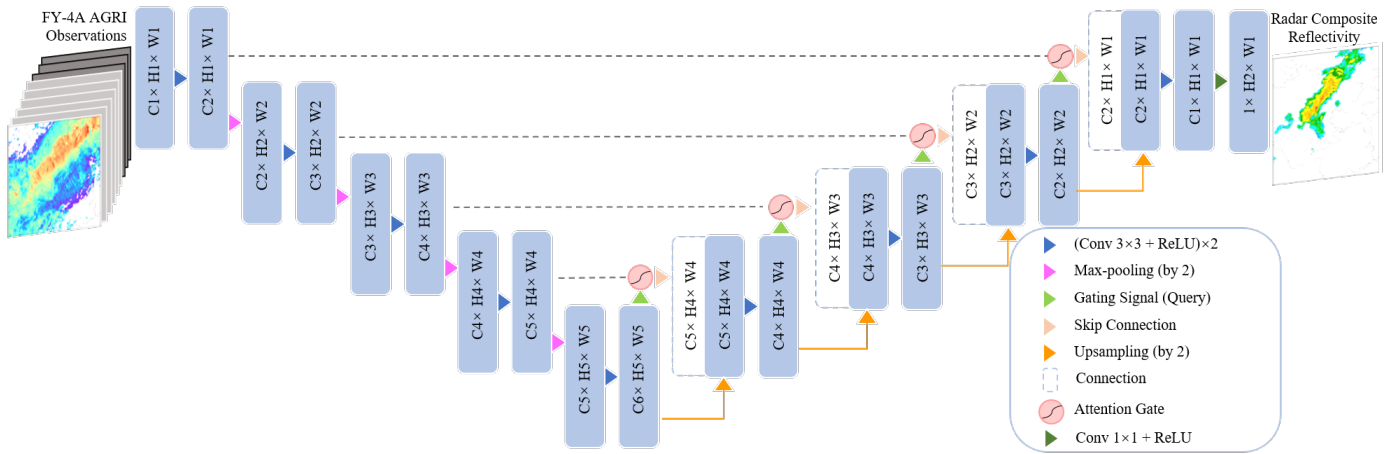 FY-4A AGRI
Observations
C1× H1× W1
C2× H1× W1
C2× H2× W2
C3× H2× W2
C3× H3× W3
C4× H3× W3
C4× H4× W4
C5× H4× W4
C5× H5× W5
C6× H5× W5
C5× H4× W4
C5× H4× W4
C4× H4× W4
C4× H3× W3
C4× H3× W3
C3× H3× W3
C3× H2× W2
C3× H2× W2
C2× H2× W2
C2× H1× W1
C2× H1× W1
C1× H1× W1
1× H2× W1
Radar Composite
Reflectivity
(Conv 3×3 + ReLU)×2
Max-pooling (by 2)
Gating Signal (Query)
Skip Connection
Upsampling (by 2)
Connection
Attention Gate
Conv 1×1 + ReLU